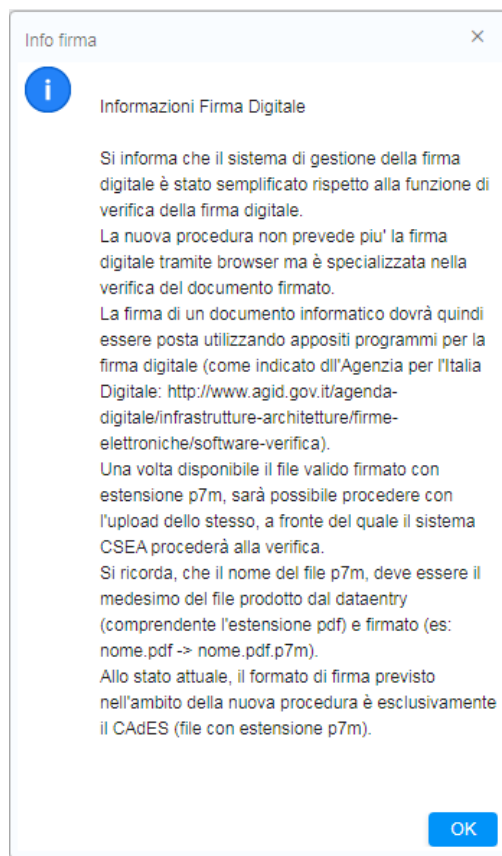 Info firma
Informazioni Firma Digitale
Si informa che il sistema di gestione della firma
digitale è stato semplificato rispetto alla funzione di
verifica della firma digitale.
La nuova procedura non prevede piu' la firma
digitale tramite browser ma è specializzata nella
verifica del documento firmato.
La firma di un documento informatico dovrà quindi
essere posta utilizzando appositi programmi per la
firma digitale (come indicato dll'Agenzia per l'Italia
Digitale: http://www.agid.gov.it/agenda-
digitale/infrastrutture-architetture/firme-
elettroniche/software-verifica).
Una volta disponibile il file valido firmato con
estensione p7m, sarà possibile procedere con
l'upload dello stesso, a fronte del quale il sistema
CSEA procederà alla verifica.
Si ricorda, che il nome del file p7m, deve essere il
medesimo del file prodotto dal dataentry
(comprendente l'estensione pdf) e firmato (es:
nome.pdf -> nome.pdf.p7m).
Allo stato attuale, il formato di firma previsto
nell'ambito della nuova procedura è esclusivamente
il CAdES (file con estensione p7m).
OK